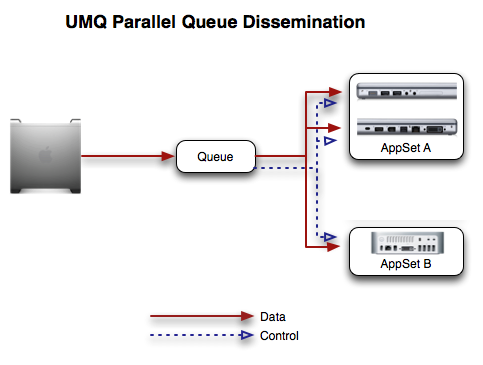 UMQ Parallel Queue Dissemination
Queue
AppSet A
AppSet B
Data
Control